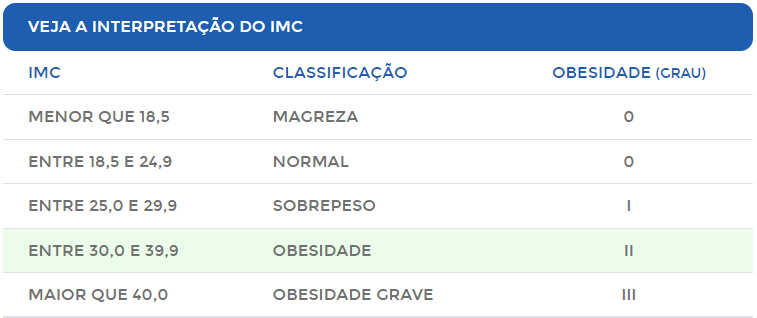 VEJA A INTERPRETAÇÃO DO IMC
IMC CLASSIFICAÇÃO OBESIDADE (GRAU)
MENOR QUE 18,5 MAGREZA 0
ENTRE 18,5 E 24,9 NORMAL 0
ENTRE 25,0 E 29,9 SOBREPESO I
ENTRE 30,0 E 39,9 OBESIDADE II
MAIOR QUE 40,0 OBESIDADE GRAVE III